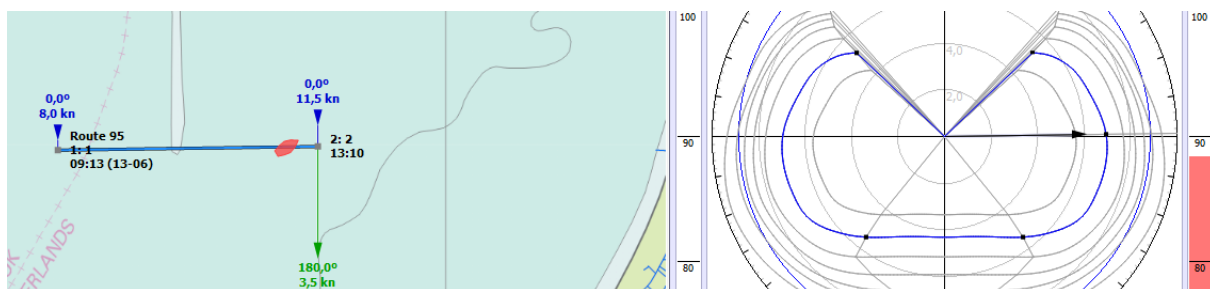 0,0º
8,0 kn
Route 95
1: 1
09:13 (13-06)
0,0º
11,5 kn
2: 2
13:10
180,0º
3,5 kn
ERLANDS
100
90
80
4,0
2,0
100
90
80